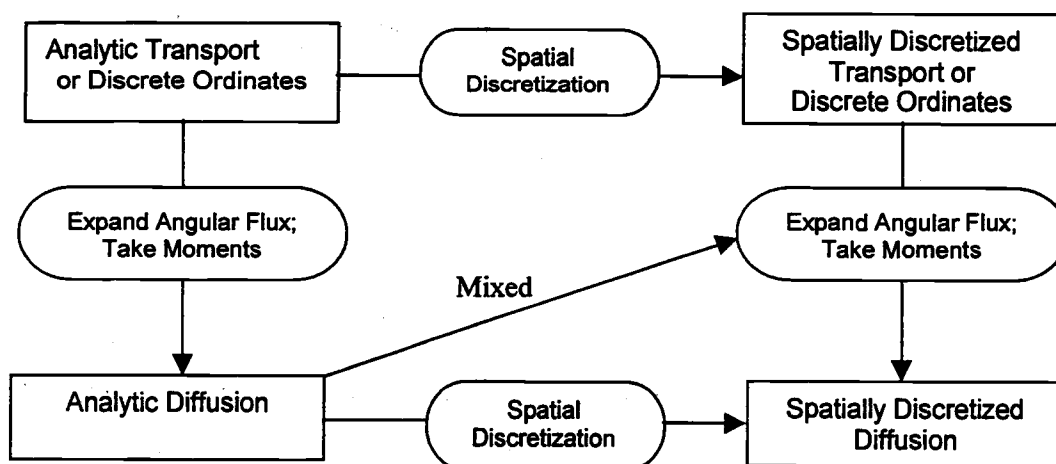 Analytic Transport
or Discrete Ordinates
Spatial
Discretization
Spatially Discretized
Transport or
Discrete Ordinates
Expand Angular Flux;
Take Moments
Expand Angular Flux;
Take Moments
Mixed
Analytic Diffusion
Spatial
Discretization
Spatially Discretized
Diffusion